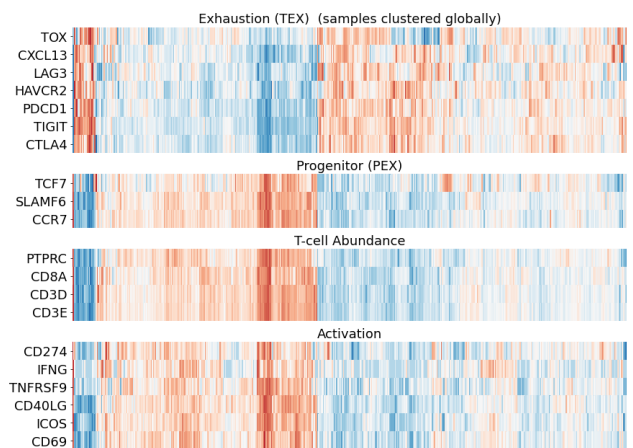 Exhaustion (TEX)  (samples clustered globally)
TOX
CXCL13
LAG3
HAVCR2
PDCD1
TIGIT
CTLA4
Progenitor (PEX)
TCF7
SLAMF6
CCR7
T-cell Abundance
PTPRC
CD8A
CD3D
CD3E
Activation
CD274
IFNG
TNFRSF9
CD40LG
ICOS
CD69